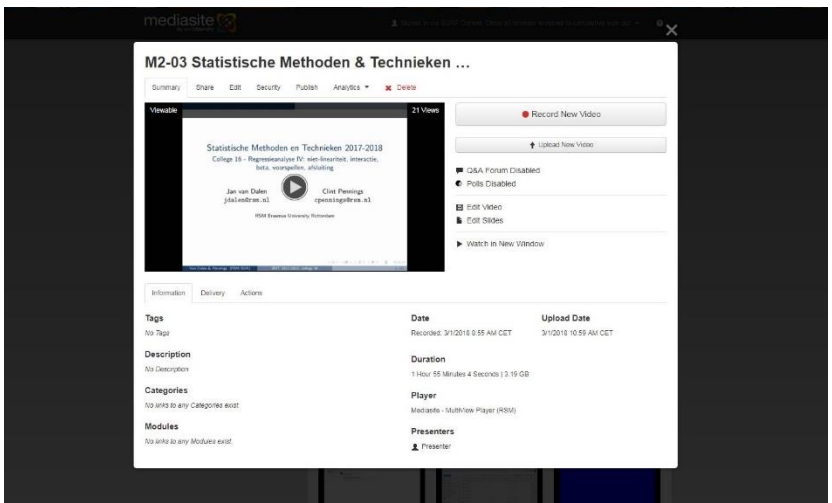 mediasite
×
M2-03 Statistische Methoden & Technieken ...
Summary Share Edit Security Publish Analytics Delete
Viewable 21 Views
Statistische Methoden en Technieken 2017-2018
College 16 - Regressieanalyse IV: niet-lineariteit, interactie,
beta, voorspellen, afsluiting
Jan van Dalen Clint Pennings
jdalen@rsm.nl cpennings@rsm.nl
RSM Erasmus University Rotterdam
Record New Video
Upload New Video
Q&A Forum Disabled
Polls Disabled
Edit Video
Edit Slides
Watch in New Window
Information Delivery Actions
Tags
No Tags
Description
No Description
Categories
No links to any Categories exist.
Modules
No links to any Modules exist.
Date
Recorded: 3/1/2018 8:55 AM CET
Upload Date
3/1/2018 10:59 AM CET
Duration
1 Hour 55 Minutes 4 Seconds | 3.19 GB
Player
Mediasite - MultiView Player (RSM)
Presenters
Presenter